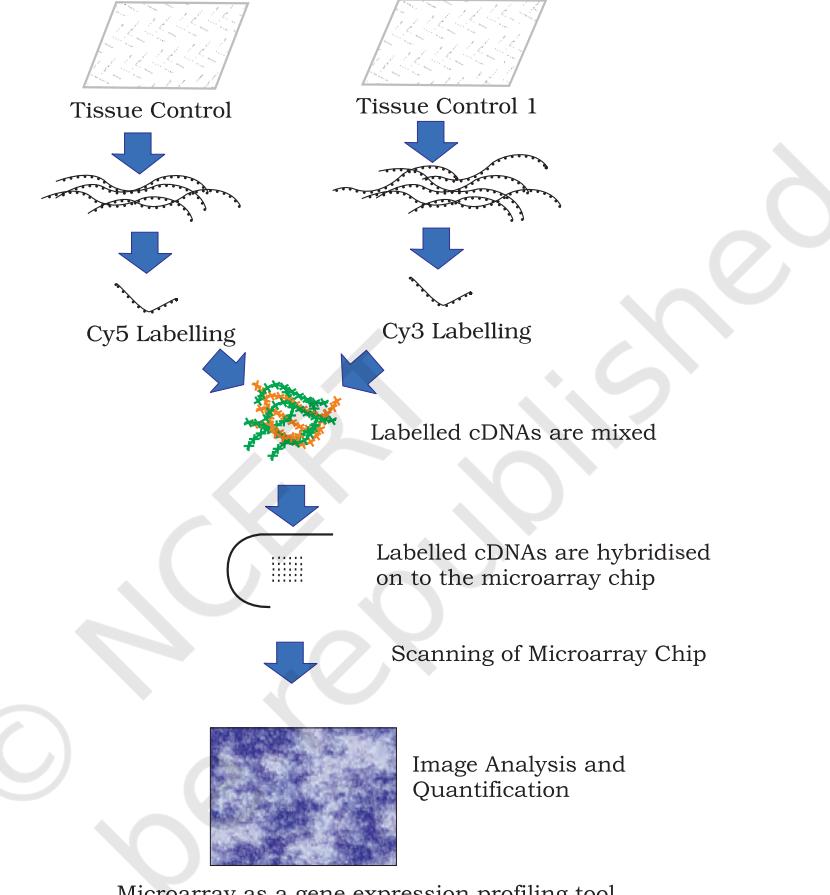 Tissue Control
Tissue Control 1
Cy5 Labelling
Cy3 Labelling
Labelled cDNAs are mixed
Labelled cDNAs are hybridised
on to the microarray chip
Scanning of Microarray Chip
Image Analysis and
Quantification
Microarray as a gene expression profiling tool
© NCERT
be republished